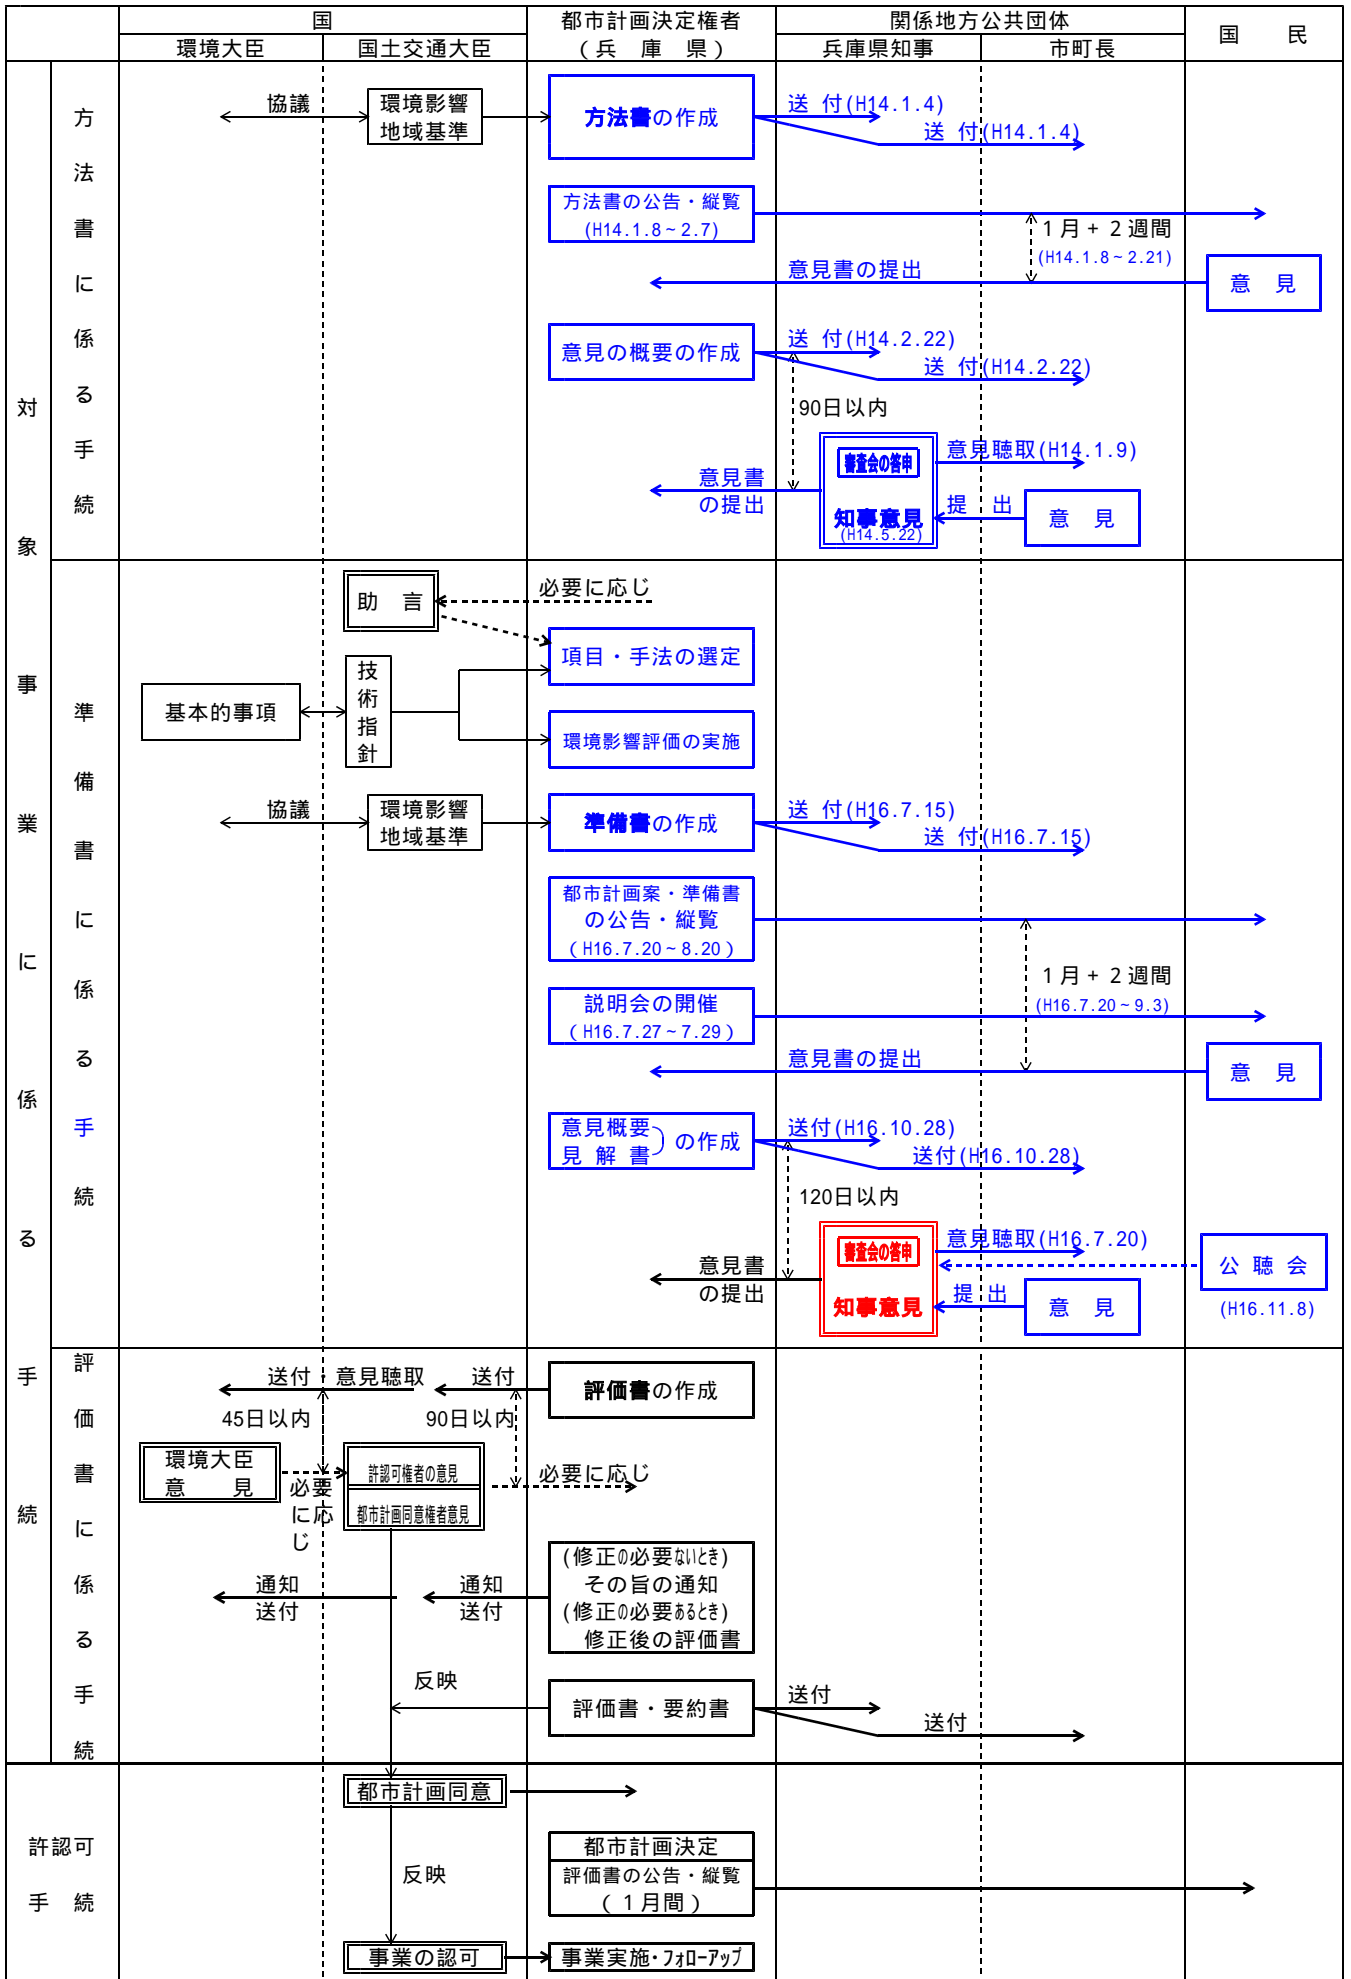 国
都市計画決定権者
（兵　庫　県）
関係地方公共団体
国　　民
環境大臣
国土交通大臣
兵庫県知事
市町長
対象事業に係る手続
方法書に係る手続
協議
環境影響
地域基準
方法書の作成
送 付(H14.1.4)
送 付(H14.1.4)
方法書の公告・縦覧
(H14.1.8～2.7)
1月+ 2週間
(H14.1.8～2.21)
意見書の提出
意　見
意見の概要の作成
送 付(H14.2.22)
送 付(H14.2.22)
90日以内
審査会の答申
意見聴取(H14.1.9)
意見書
の提出
知事意見
(H14.5.22)
提　出
意　見
準備書に係る手続
助　言
必要に応じ
項目・手法の選定
基本的事項
技術指針
環境影響評価の実施
協議
環境影響
地域基準
準備書の作成
送 付(H16.7.15)
送 付(H16.7.15)
都市計画案・準備書
の公告・縦覧
（H16.7.20～8.20）
1月+ 2週間
(H16.7.20～9.3)
説明会の開催
（H16.7.27～7.29）
意見書の提出
意　見
意見概要
見 解 書
の作成
送付(H16.10.28)
送付(H16.10.28)
120日以内
審査会の答申
意見聴取(H16.7.20)
公 聴 会
(H16.11.8)
意見書
の提出
知事意見
提 出
意　見
評価書に係る手続
送付・意見聴取
送付
評価書の作成
45日以内
90日以内
環境大臣
意　　見
必要
に応
じ
許認可権者の意見
都市計画同意権者意見
必要に応じ
(修正の必要ないとき)
その旨の通知
(修正の必要あるとき)
修正後の評価書
通知
送付
通知
送付
反映
評価書・要約書
送付
送付
許認可
手　続
都市計画同意
反映
都市計画決定
評価書の公告・縦覧
（ 1月間 ）
事業の認可
事業実施・フォローアップ